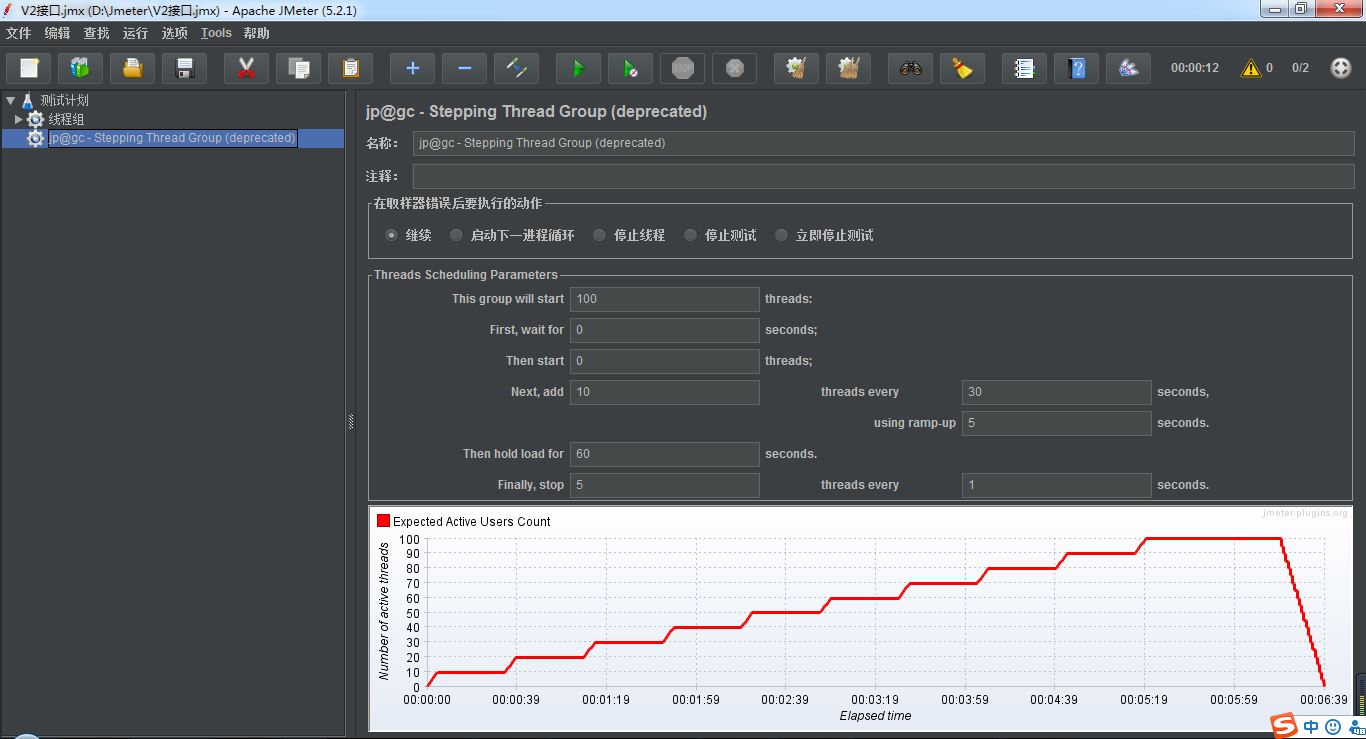 V2接口.jmx (D:\Jmeter\V2接口.jmx) - Apache JMeter (5.2.1)
文件 编辑 查找 运行 选项 Tools 帮助
STOP 00:00:12 0 0/2
测试计划
线程组
jp@gc - Stepping Thread Group (deprecated)
jp@gc - Stepping Thread Group (deprecated)
名称： jp@gc - Stepping Thread Group (deprecated)
注释：
在取样器错误后要执行的动作
继续 启动下一进程循环 停止线程 停止测试 立即停止测试
Threads Scheduling Parameters
This group will start 100 threads:
First, wait for 0 seconds;
Then start 0 threads;
Next, add 10 threads every 30 seconds,
using ramp-up 5 seconds.
Then hold load for 60 seconds.
Finally, stop 5 threads every 1 seconds.
jmeter-plugins.org
Expected Active Users Count
Number of active threads
100
90
80
70
60
50
40
30
20
10
0
00:00:00 00:00:39 00:01:19 00:01:59 00:02:39 00:03:19 00:03:59 00:04:39 00:05:19 00:05:59 00:06:39
Elapsed time
S 中